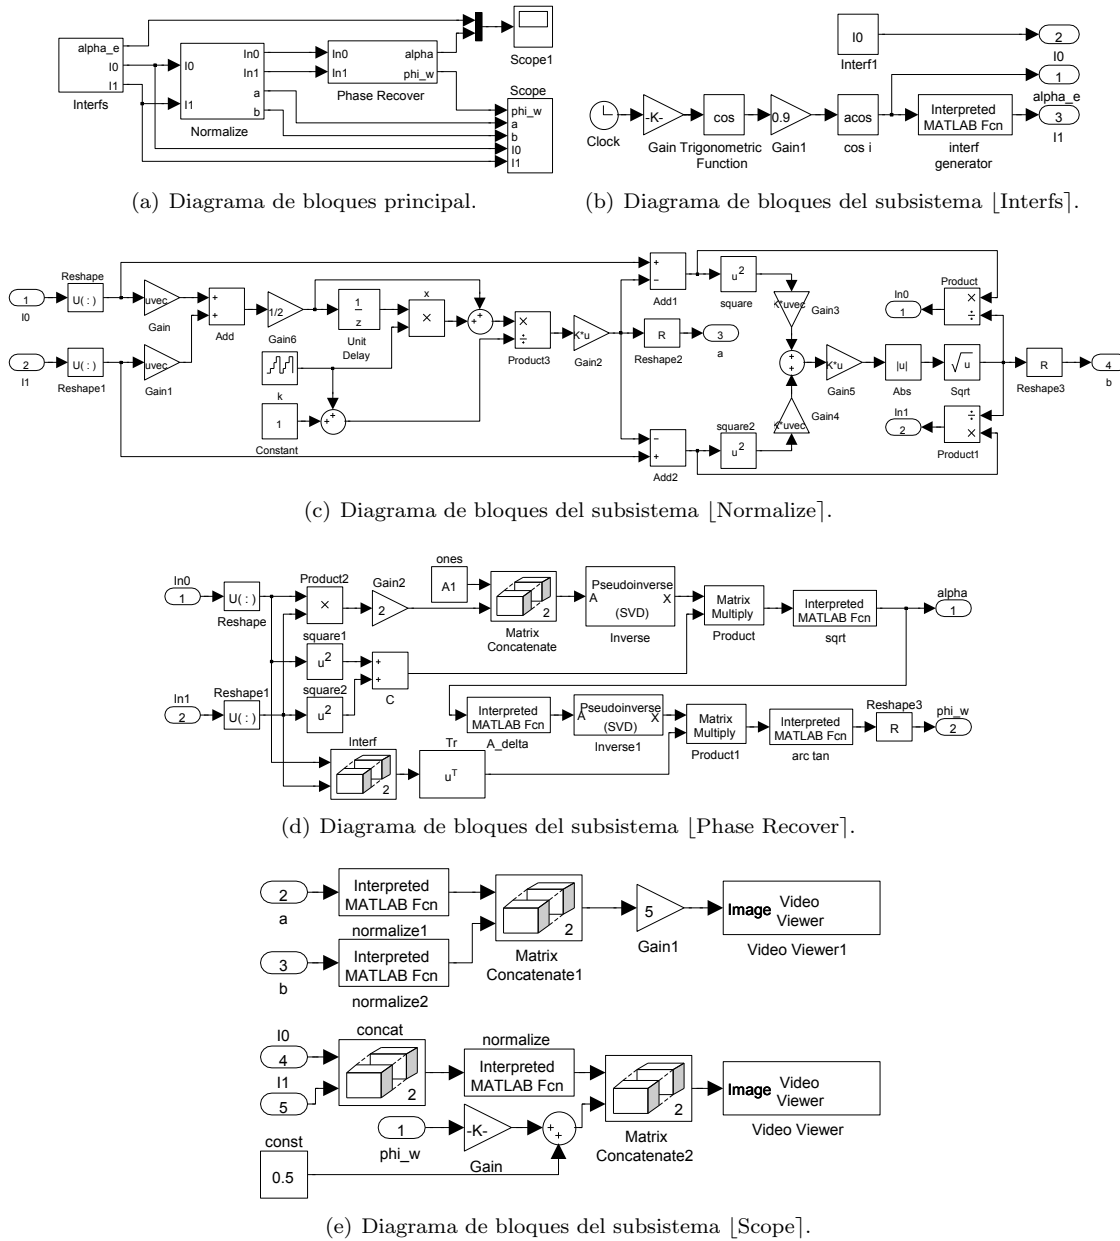 alpha_e
I0
I1
Interfs
I0
I1
In0
In1
a
b
Normalize
In0
In1
alpha
phi_w
Phase Recover
Scope1
phi_w
a
b
I0
I1
Scope
(a) Diagrama de bloques principal.
I0
Interf1
2
I0
1
alpha_e
Clock
-K-
Gain
cos
Trigonometric
Function
0.9
Gain1
acos
cos i
Interpreted
MATLAB Fcn
interf
generator
3
I1
(b) Diagrama de bloques del subsistema ⌊Interfs⌉.
1
I0
Reshape
U( : )
uvec
Gain
+
+
Add
1/2
Gain6
1
z
Unit
Delay
x
×
+
+
×
÷
Product3
K*u
Gain2
+
−
Add1
R
Reshape2
3
a
u2
square
K*uvec
Gain3
+
+
K*u
Gain5
|u|
Abs
√u
Sqrt
In0
1
Product
×
÷
R
Reshape3
4
b
2
I1
U( : )
Reshape1
uvec
Gain1
k
1
Constant
+
+
−
+
Add2
square2
u2
K*uvec
Gain4
In1
2
÷
×
Product1
(c) Diagrama de bloques del subsistema ⌊Normalize⌉.
In0
1
U( : )
Reshape
Product2
×
Gain2
2
ones
A1
2
Matrix
Concatenate
Pseudoinverse
A
X
(SVD)
Inverse
Matrix
Multiply
Product
Interpreted
MATLAB Fcn
sqrt
alpha
1
square1
u2
square2
u2
+
+
C
In1
2
Reshape1
U( : )
Interf
2
Tr
uT
Interpreted
MATLAB Fcn
A_delta
Pseudoinverse
A
X
(SVD)
Inverse1
Matrix
Multiply
Product1
Interpreted
MATLAB Fcn
arc tan
Reshape3
R
phi_w
2
(d) Diagrama de bloques del subsistema ⌊Phase Recover⌉.
2
a
Interpreted
MATLAB Fcn
normalize1
3
b
Interpreted
MATLAB Fcn
normalize2
2
Matrix
Concatenate1
5
Gain1
Image
Video
Viewer
Video Viewer1
I0
4
I1
5
concat
2
normalize
Interpreted
MATLAB Fcn
1
phi_w
-K-
Gain
+
+
const
0.5
2
Matrix
Concatenate2
Image
Video
Viewer
Video Viewer
(e) Diagrama de bloques del subsistema ⌊Scope⌉.